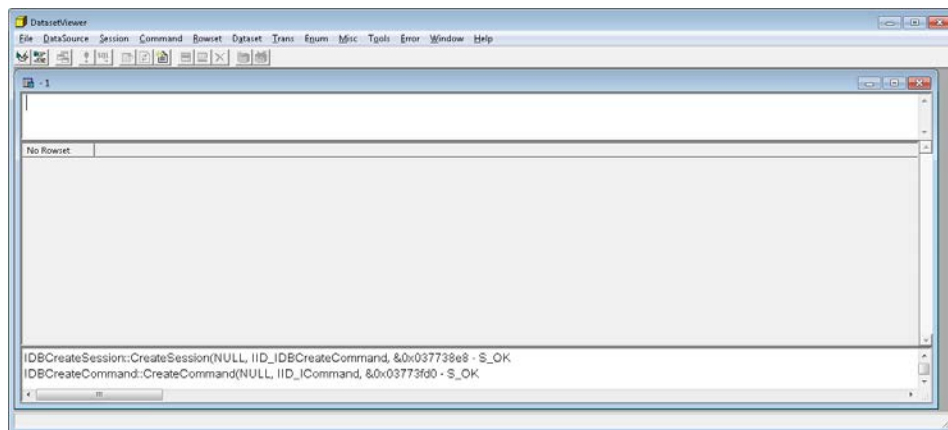 DatasetViewer
File DataSource Session Command Rowset Dataset Trans Enum Misc Tools Error Window Help
- 1
No Rowset
IDBCreateSession::CreateSession(NULL, IID_IDBCreateCommand, &0x037738e8 - S_OK
IDBCreateCommand::CreateCommand(NULL, IID_ICommand, &0x03773fd0 - S_OK